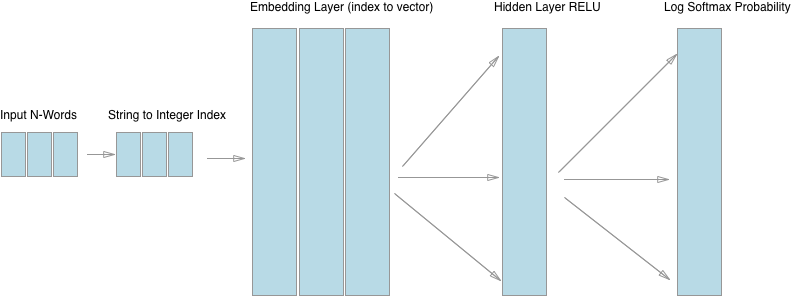 Embedding Layer (index to vector)
Hidden Layer RELU
Log Softmax Probability
Input N-Words
String to Integer Index